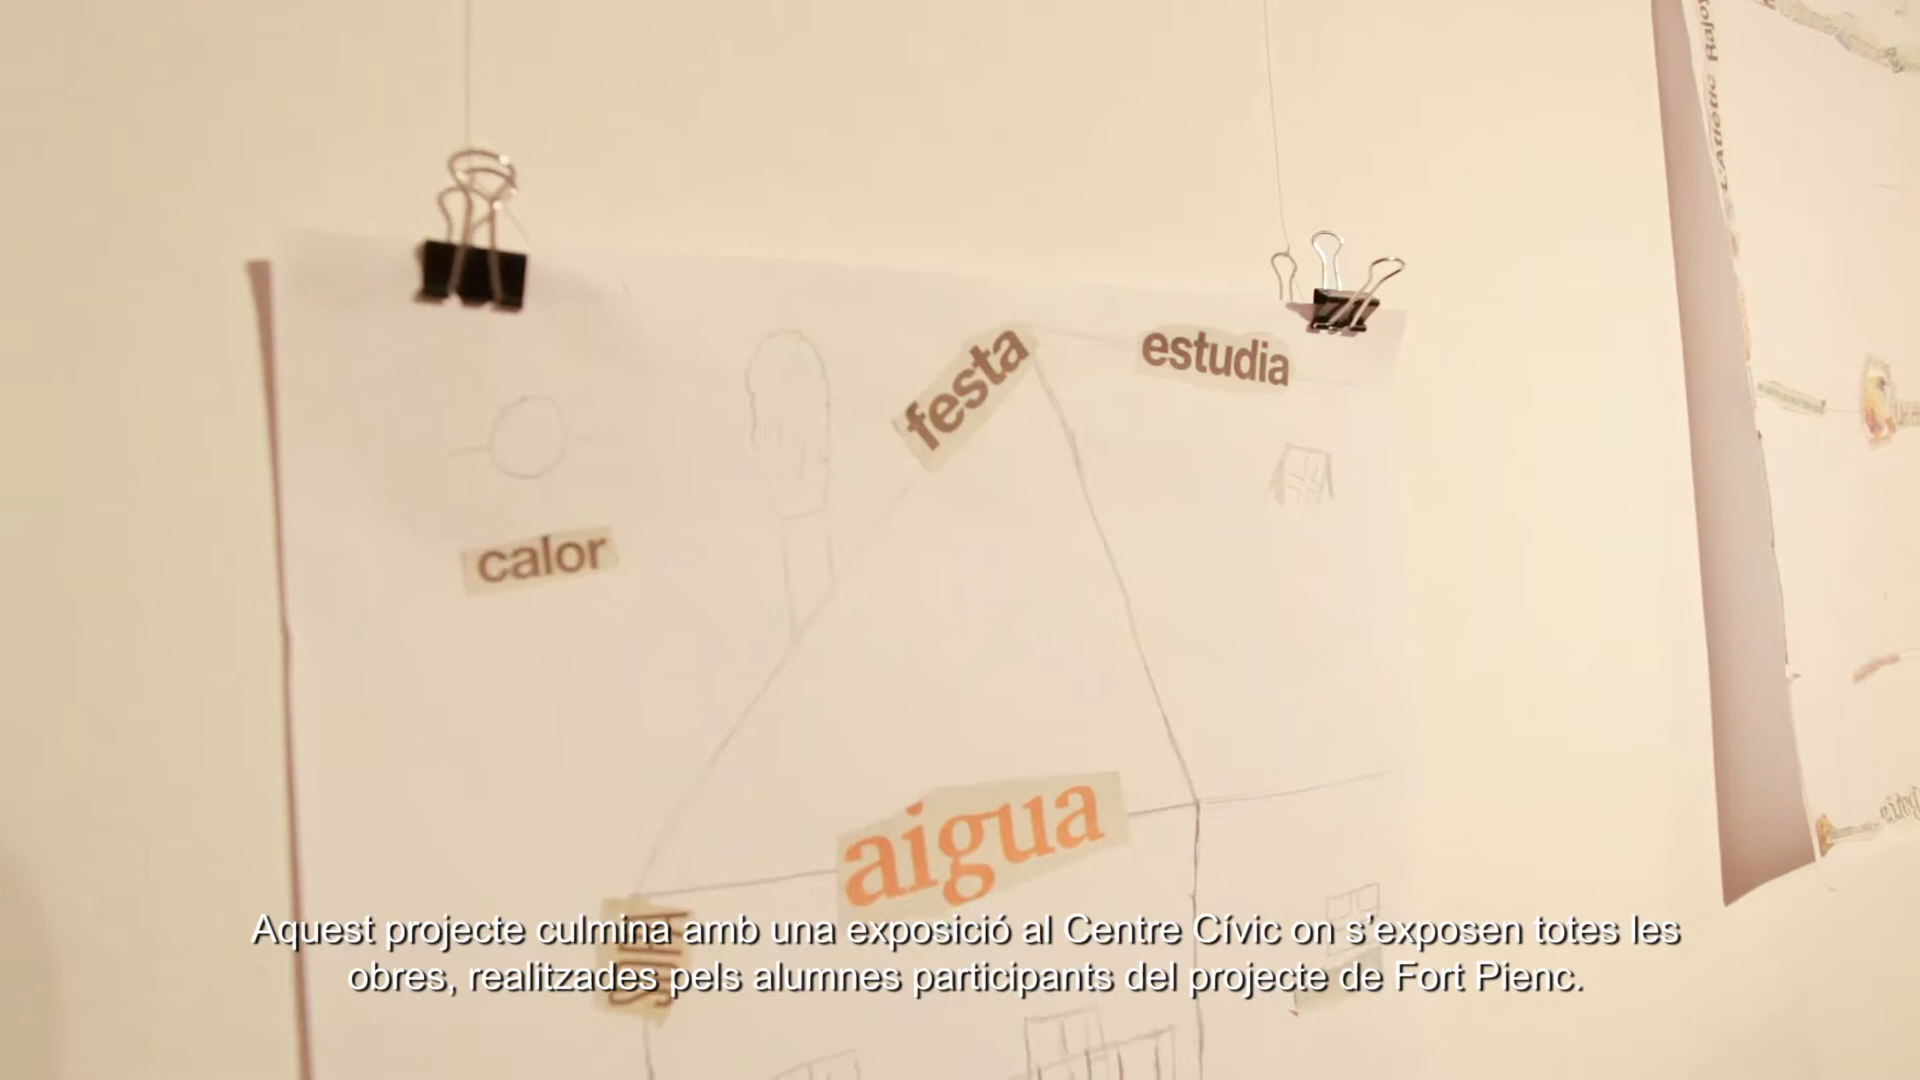 festa
estudia
calor
aigua
Aquest projecte culmina amb una exposició al Centre Cívic on s'exposen totes les
obres, realitzades pels alumnes participants del projecte de Fort Pienc.